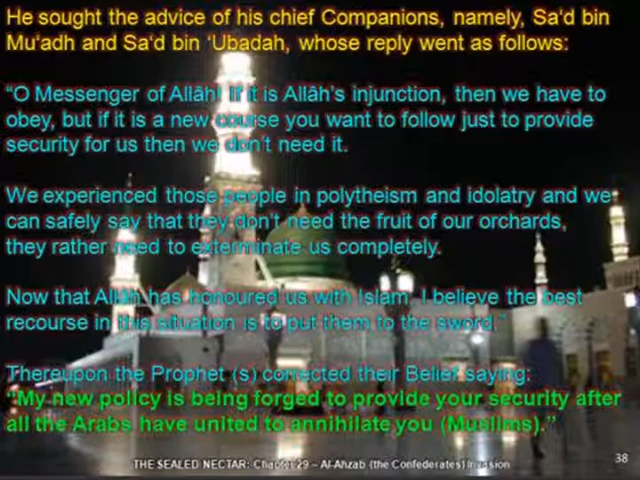 He sought the advice of his chief Companions, namely, Sa‘d bin
Mu‘adh and Sa‘d bin ‘Ubadah, whose reply went as follows:
“O Messenger of Allâh! If it is Allâh’s injunction, then we have to
obey, but if it is a new course you want to follow just to provide
security for us then we don’t need it.
We experienced those people in polytheism and idolatry and we
can safely say that they don’t need the fruit of our orchards,
they rather need to exterminate us completely.
Now that Allâh has honoured us with Islam, I believe the best
recourse in this situation is to put them to the sword.”
Thereupon the Prophet (s) corrected their Belief saying:
“My new policy is being forged to provide your security after
all the Arabs have united to annihilate you (Muslims).”
THE SEALED NECTAR: Chapter 29 – Al-Ahzab (the Confederates) Invasion
38